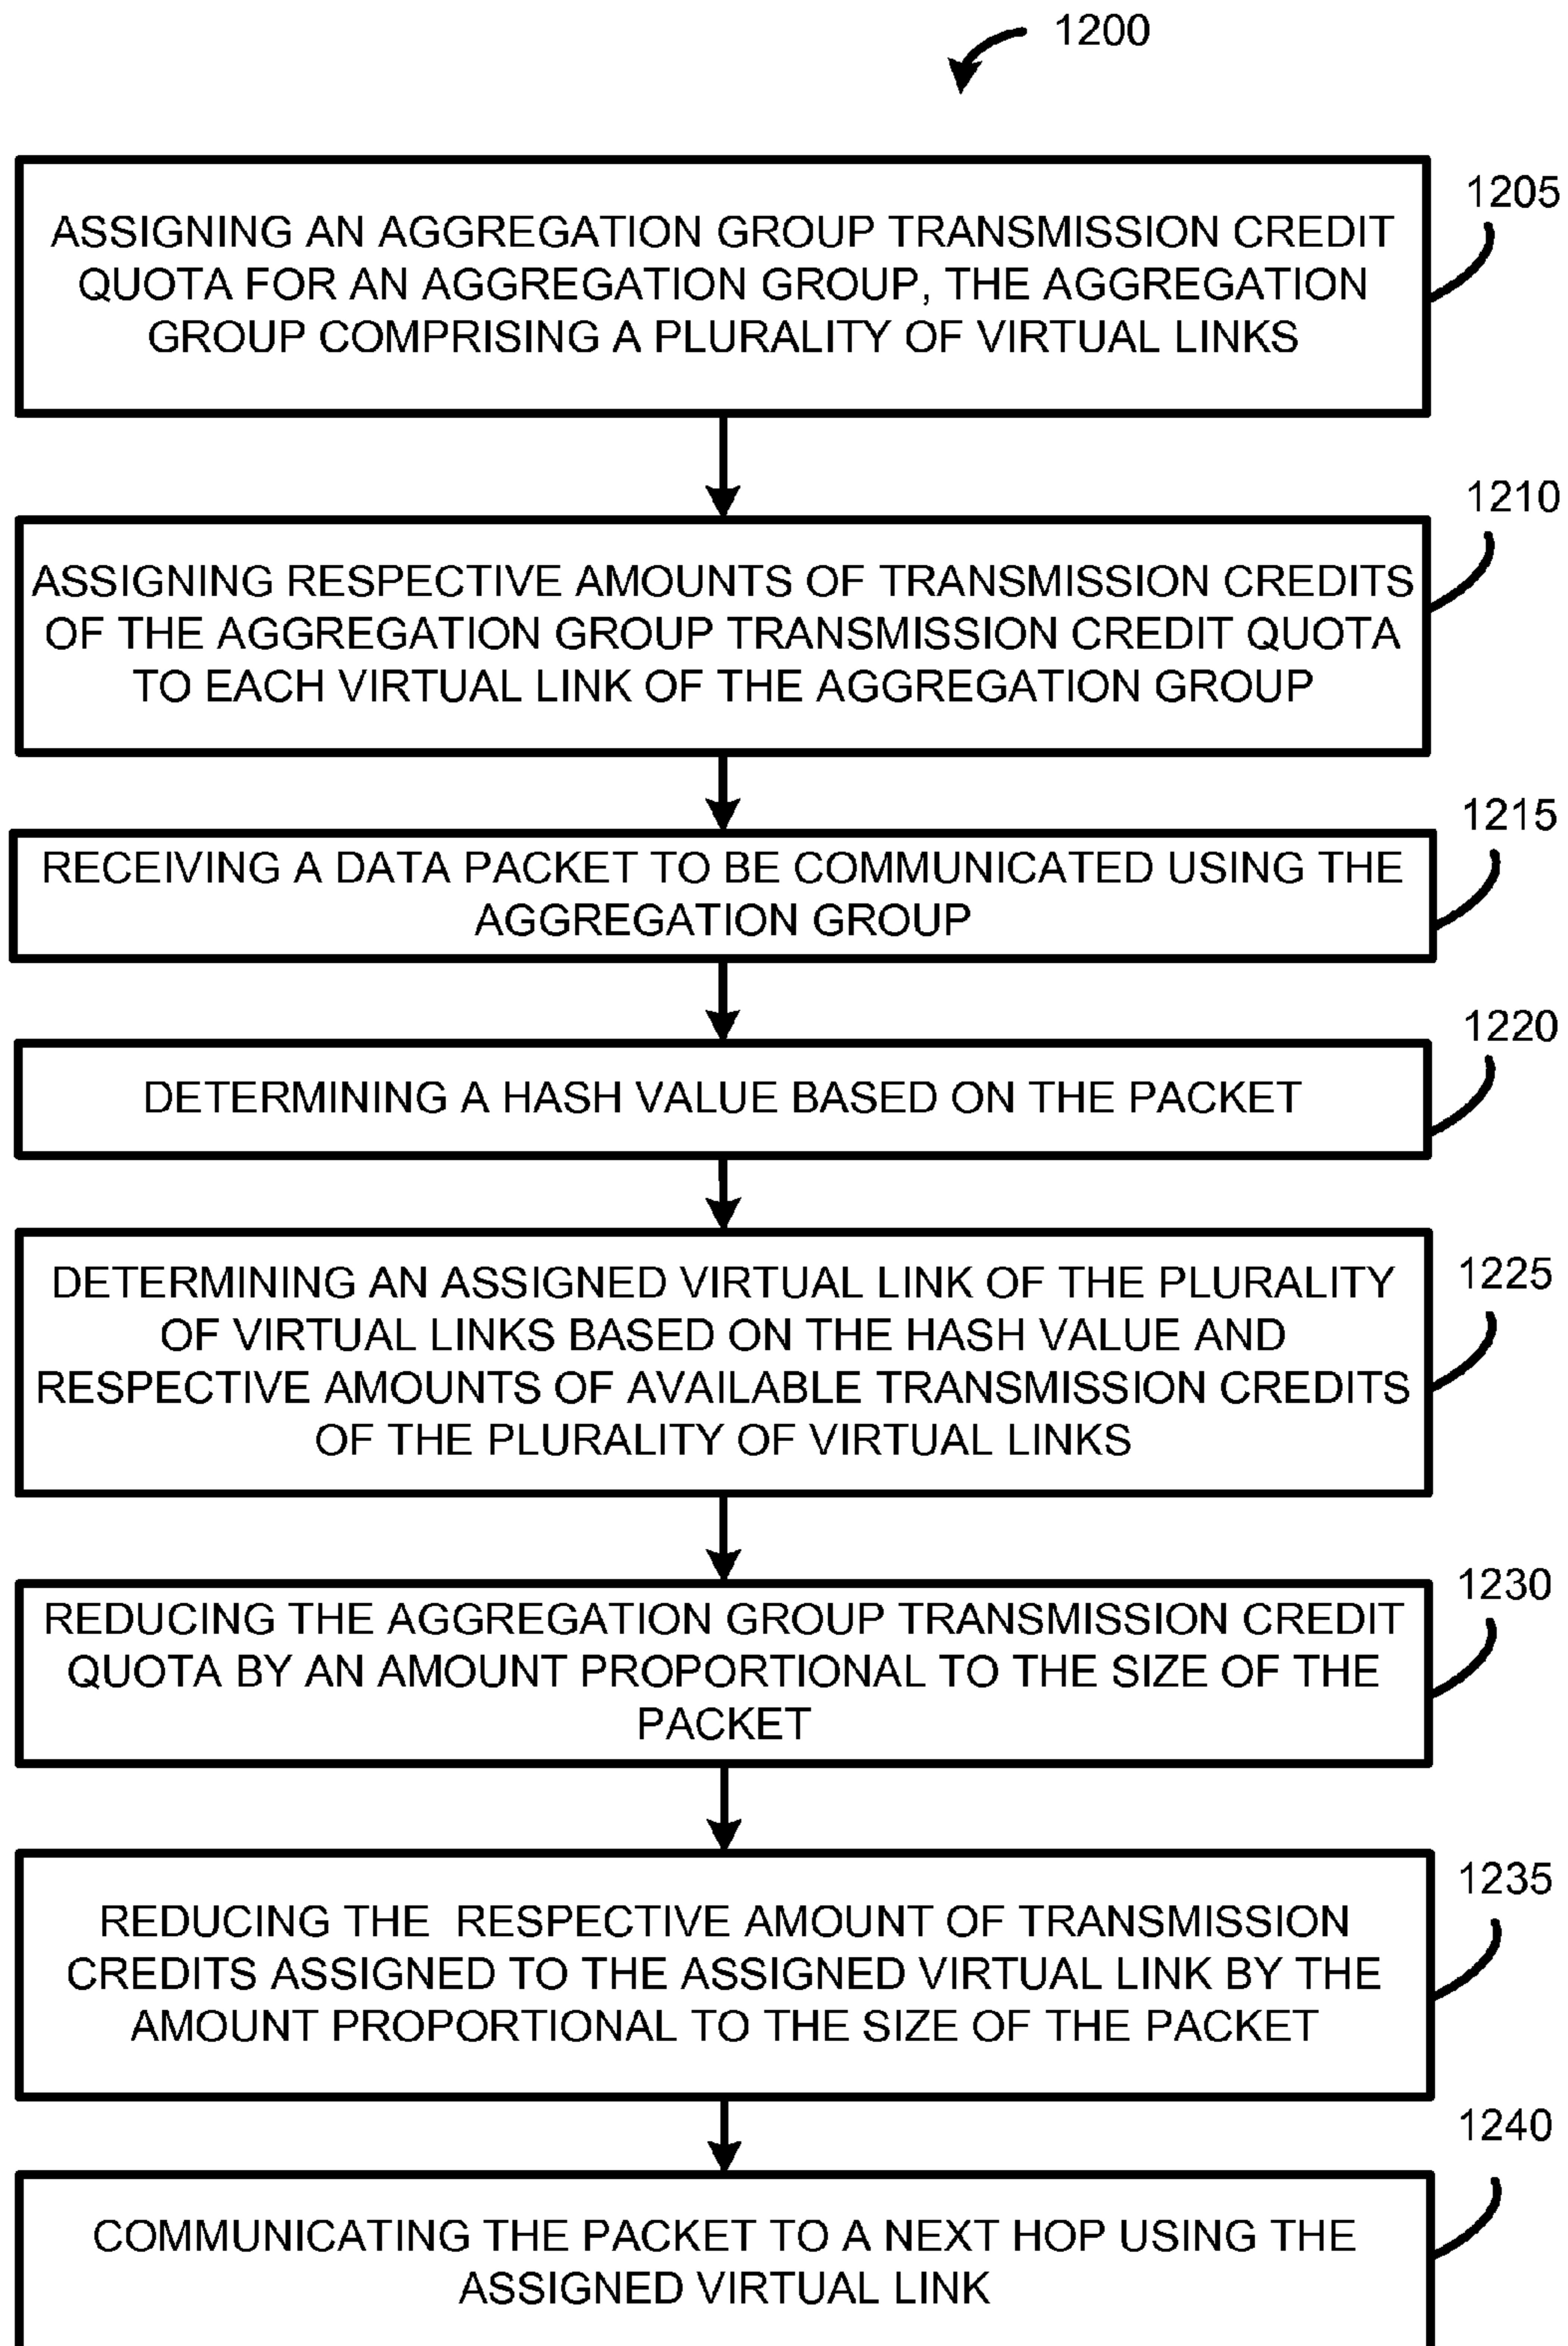 1200
1205
ASSIGNING AN AGGREGATION GROUP TRANSMISSION CREDIT
QUOTA FOR AN AGGREGATION GROUP, THE AGGREGATION
GROUP COMPRISING A PLURALITY OF VIRTUAL LINKS
1210
ASSIGNING RESPECTIVE AMOUNTS OF TRANSMISSION CREDITS
OF THE AGGREGATION GROUP TRANSMISSION CREDIT QUOTA
TO EACH VIRTUAL LINK OF THE AGGREGATION GROUP
1215
RECEIVING A DATA PACKET TO BE COMMUNICATED USING THE
AGGREGATION GROUP
1220
DETERMINING A HASH VALUE BASED ON THE PACKET
1225
DETERMINING AN ASSIGNED VIRTUAL LINK OF THE PLURALITY
OF VIRTUAL LINKS BASED ON THE HASH VALUE AND
RESPECTIVE AMOUNTS OF AVAILABLE TRANSMISSION CREDITS
OF THE PLURALITY OF VIRTUAL LINKS
1230
REDUCING THE AGGREGATION GROUP TRANSMISSION CREDIT
QUOTA BY AN AMOUNT PROPORTIONAL TO THE SIZE OF THE
PACKET
1235
REDUCING THE RESPECTIVE AMOUNT OF TRANSMISSION
CREDITS ASSIGNED TO THE ASSIGNED VIRTUAL LINK BY THE
AMOUNT PROPORTIONAL TO THE SIZE OF THE PACKET
1240
COMMUNICATING THE PACKET TO A NEXT HOP USING THE
ASSIGNED VIRTUAL LINK